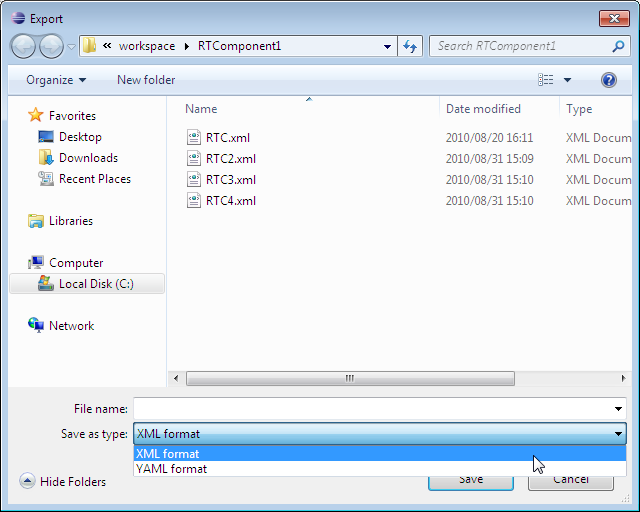 Export
« workspace ▸ RTComponent1
Search RTComponent1
Organize New folder
Name Date modified Type
Favorites
Desktop
Downloads
Recent Places
Libraries
Computer
Local Disk (C:)
Network
RTC.xml 2010/08/20 16:11 XML Docum
RTC2.xml 2010/08/31 15:09 XML Docum
RTC3.xml 2010/08/31 15:10 XML Docum
RTC4.xml 2010/08/31 15:10 XML Docum
File name:
Save as type: XML format
XML format
YAML format
Hide Folders
Save Cancel